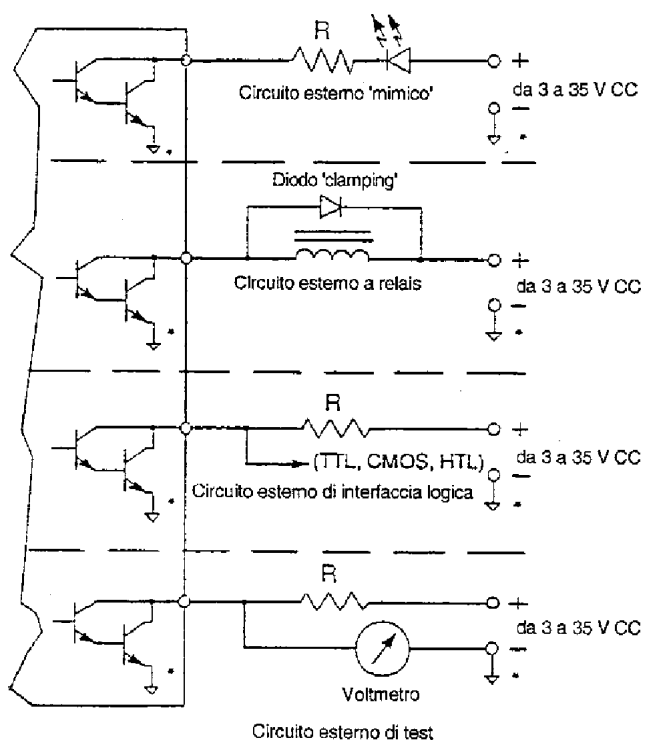 R
+
Circuito esterno 'mimico'
da 3 a 35 V CC
–
*
*
Diodo 'clamping'
+
Circuito esterno a relais
da 3 a 35 V CC
–
*
*
R
+
(TTL, CMOS, HTL)
da 3 a 35 V CC
–
Circuito esterno di interfaccia logica
*
*
R
+
da 3 a 35 V CC
–
*
*
Voltmetro
Circuito esterno di test